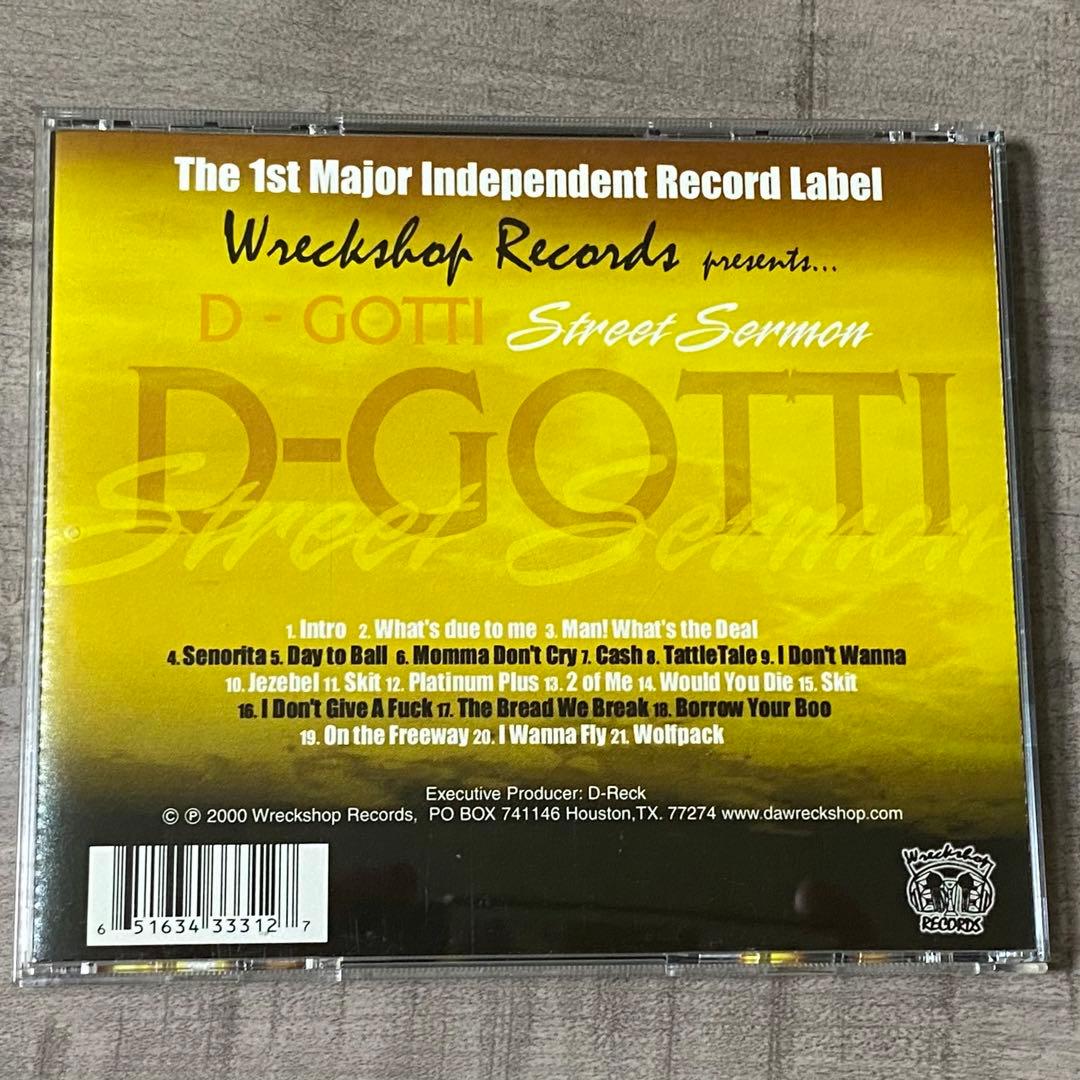 The 1st Major Independent Record Label
Wreckshop Records presents...
D - GOTTI Street Sermon
D-GOTTI
Street Sermon
1. Intro 2. What's due to me 3. Man! What's the Deal
4. Senorita 5. Day to Ball 6. Momma Don't Cry 7. Cash 8. TattleTale 9. I Don't Wanna
10. Jezebel 11. Skit 12. Platinum Plus 13. 2 of Me 14. Would You Die 15. Skit
16. I Don't Give A Fuck 17. The Bread We Break 18. Borrow Your Boo
19. On the Freeway 20. I Wanna Fly 21. Wolfpack
Executive Producer: D-Reck
© ℗ 2000 Wreckshop Records, PO BOX 741146 Houston,TX. 77274 www.dawreckshop.com
6 51634 33312 7
Wreckshop
RECORDS